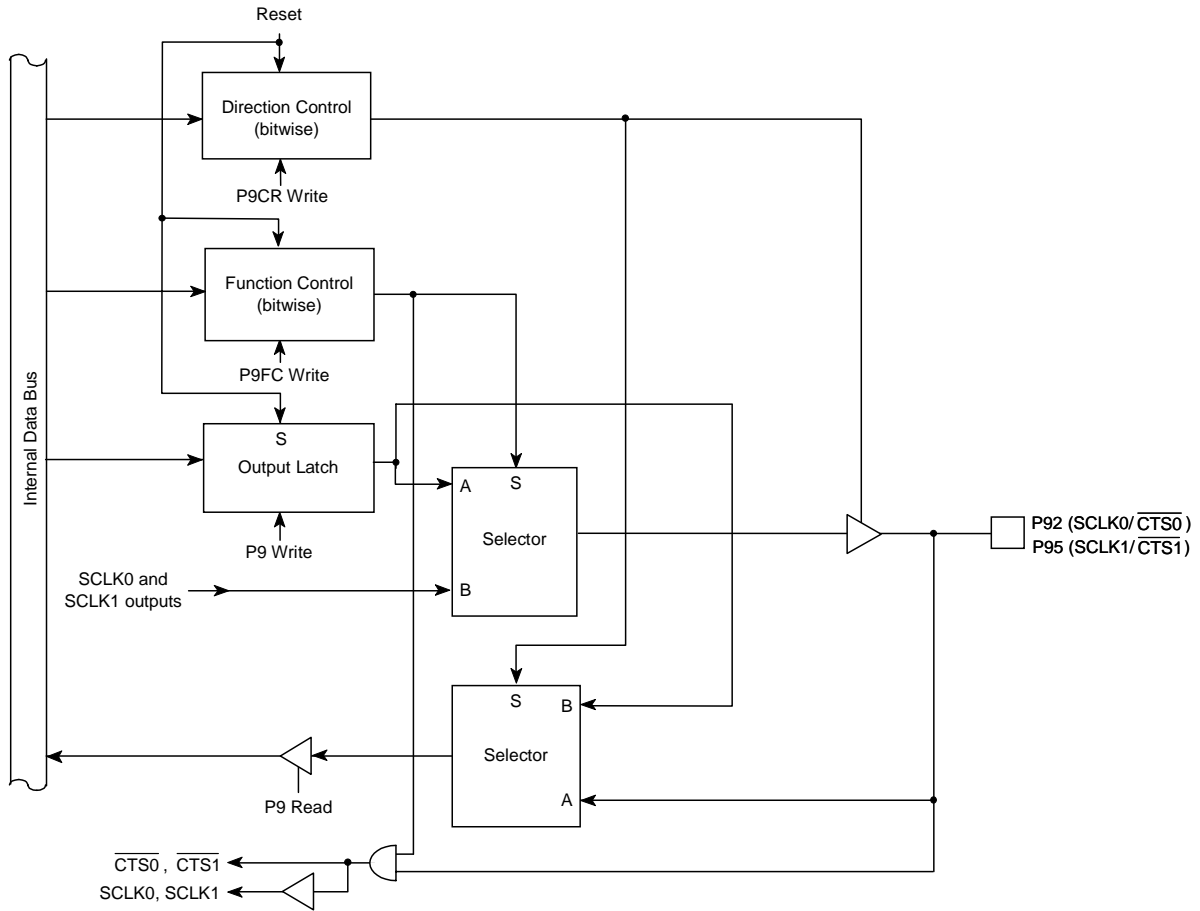 Reset
Direction Control
(bitwise)
P9CR Write
Function Control
(bitwise)
P9FC Write
Internal Data Bus
S
Output Latch
P9 Write
SCLK0 and
SCLK1 outputs
A
S
Selector
B
P92 (SCLK0/CTS0)
P95 (SCLK1/CTS1)
S
B
Selector
A
P9 Read
CTS0, CTS1
SCLK0, SCLK1